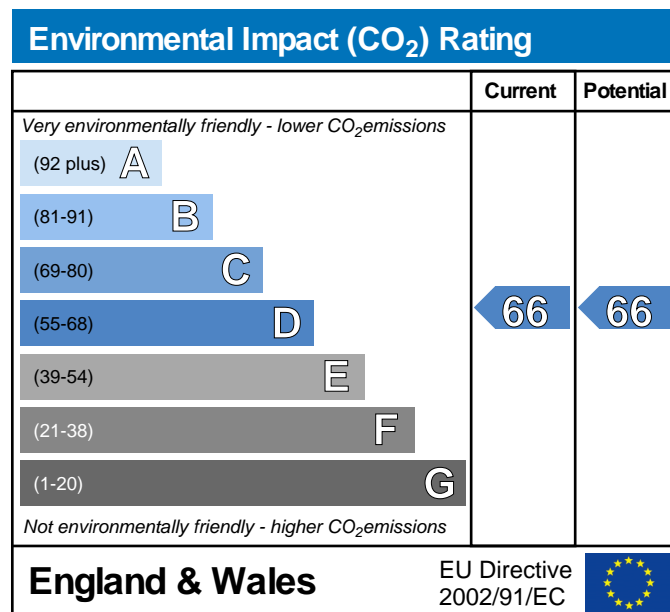 Environmental Impact (CO₂) Rating
Current Potential
Very environmentally friendly - lower CO₂emissions
(92 plus) A
(81-91) B
(69-80) C
(55-68) D 66 66
(39-54) E
(21-38) F
(1-20) G
Not environmentally friendly - higher CO₂emissions
England & Wales
EU Directive
2002/91/EC